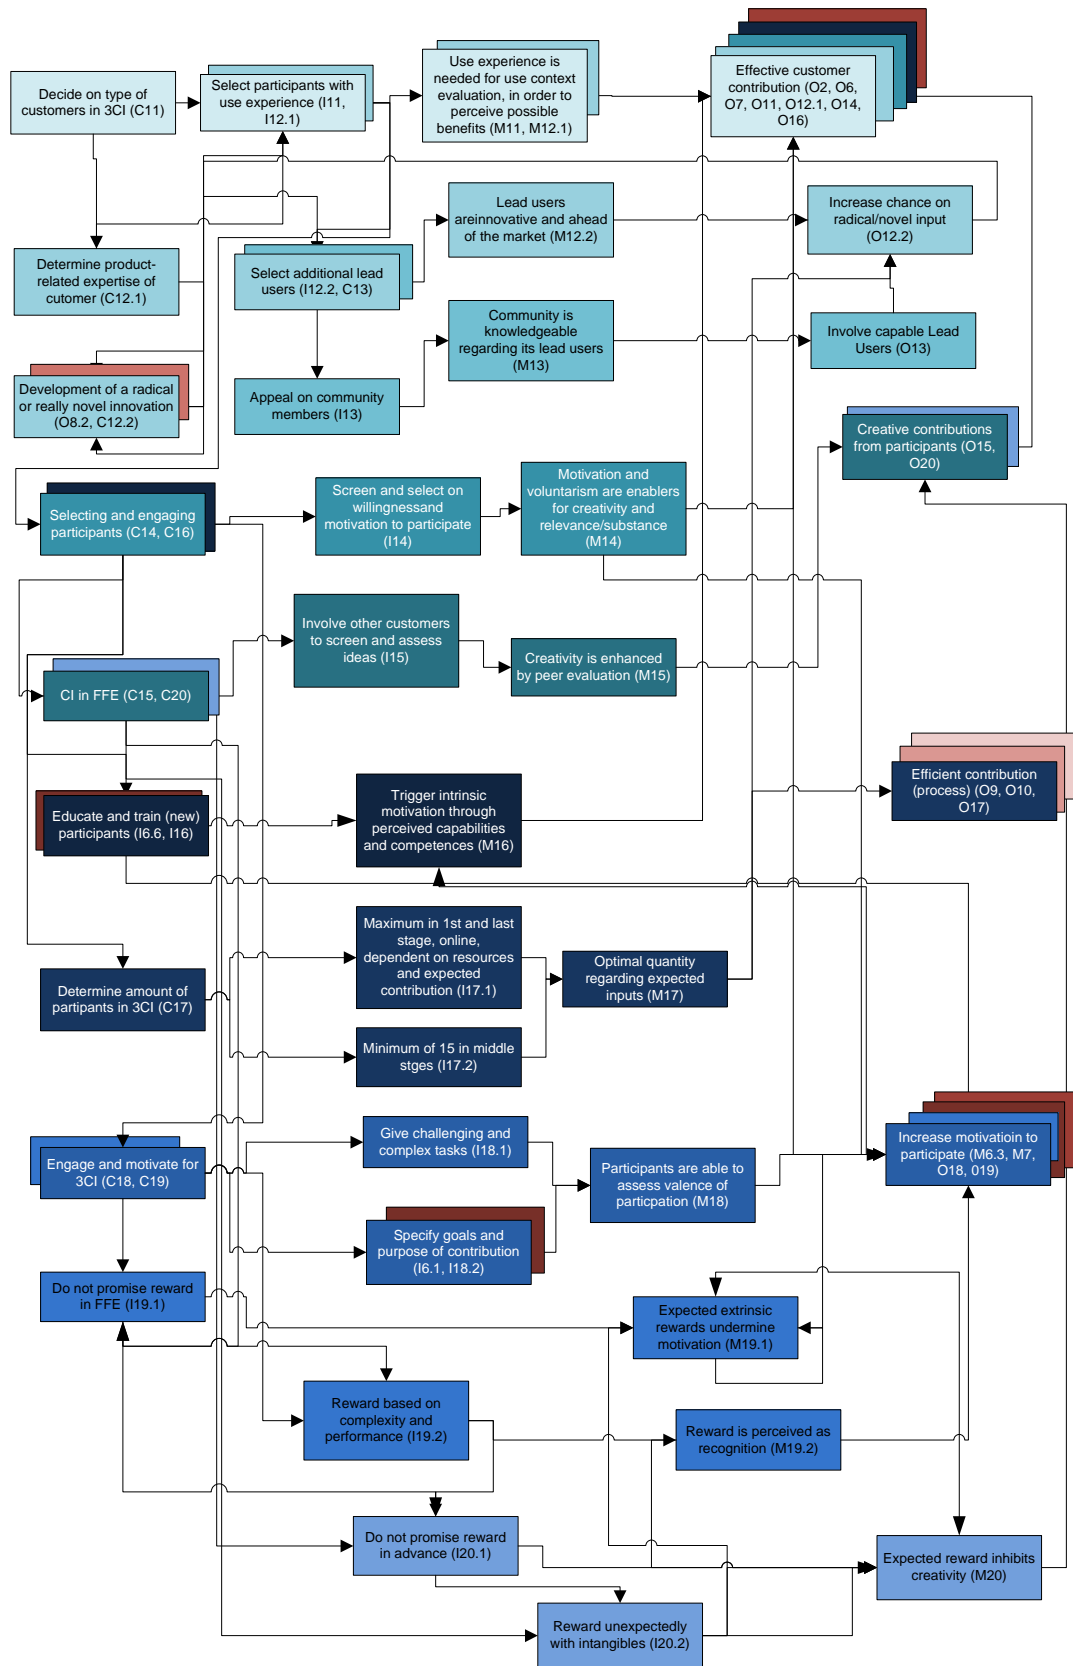 Decide on type of
customers in 3CI (C11)
Select participants with
use experience (I11,
I12.1)
Use experience is
needed for use context
evaluation, in order to
perceive possible
benefits (M11, M12.1)
Effective customer
contribution (O2, O6,
O7, O11, O12.1, O14,
O16)
Determine product-
related expertise of
cutomer (C12.1)
Select additional lead
users (I12.2, C13)
Lead users
areinnovative and ahead
of the market (M12.2)
Increase chance on
radical/novel input
(O12.2)
Development of a radical
or really novel innovation
(O8.2, C12.2)
Appeal on community
members (I13)
Community is
knowledgeable
regarding its lead users
(M13)
Involve capable Lead
Users (O13)
Creative contributions
from participants (O15,
O20)
Selecting and engaging
participants (C14, C16)
Screen and select on
willingnessand
motivation to participate
(I14)
Motivation and
voluntarism are enablers
for creativity and
relevance/substance
(M14)
Involve other customers
to screen and assess
ideas (I15)
Creativity is enhanced
by peer evaluation (M15)
CI in FFE (C15, C20)
Efficient contribution
(process) (O9, O10,
O17)
Educate and train (new)
participants (I6.6, I16)
Trigger intrinsic
motivation through
perceived capabilities
and competences (M16)
Maximum in 1st and last
stage, online,
dependent on resources
and expected
contribution (I17.1)
Determine amount of
partipants in 3CI (C17)
Optimal quantity
regarding expected
inputs (M17)
Minimum of 15 in middle
stges (I17.2)
Engage and motivate for
3CI (C18, C19)
Give challenging and
complex tasks (I18.1)
Participants are able to
assess valence of
particpation (M18)
Increase motivatioin to
participate (M6.3, M7,
O18, 019)
Specify goals and
purpose of contribution
(I6.1, I18.2)
Do not promise reward
in FFE (I19.1)
Expected extrinsic
rewards undermine
motivation (M19.1)
Reward based on
complexity and
performance (I19.2)
Reward is perceived as
recognition (M19.2)
Do not promise reward
in advance (I20.1)
Expected reward inhibits
creativity (M20)
Reward unexpectedly
with intangibles (I20.2)